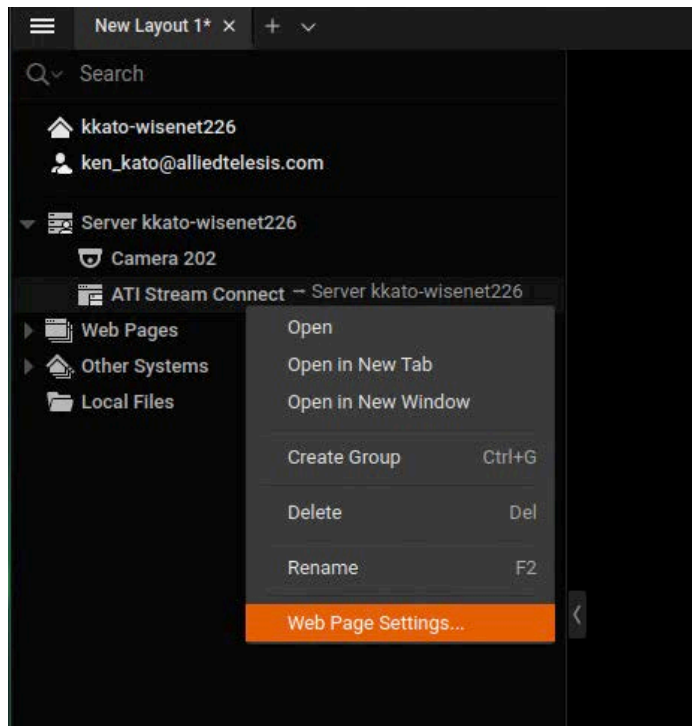 New Layout 1* ×
Search
kkato-wisenet226
ken_kato@alliedtelesis.com
Server kkato-wisenet226
Camera 202
ATI Stream Connect – Server kkato-wisenet226
Web Pages
Other Systems
Local Files
Open
Open in New Tab
Open in New Window
Create Group Ctrl+G
Delete Del
Rename F2
Web Page Settings...